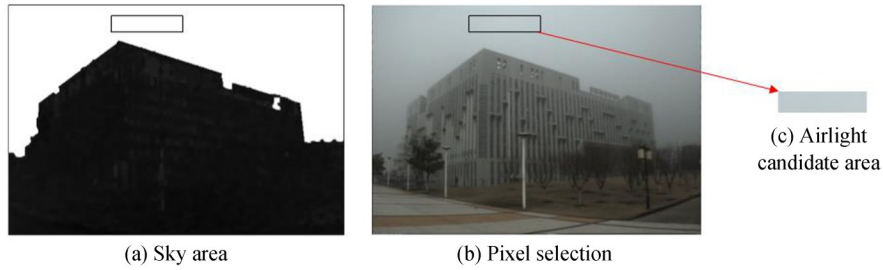 (a) Sky area
(b) Pixel selection
(c) Airlight
candidate area